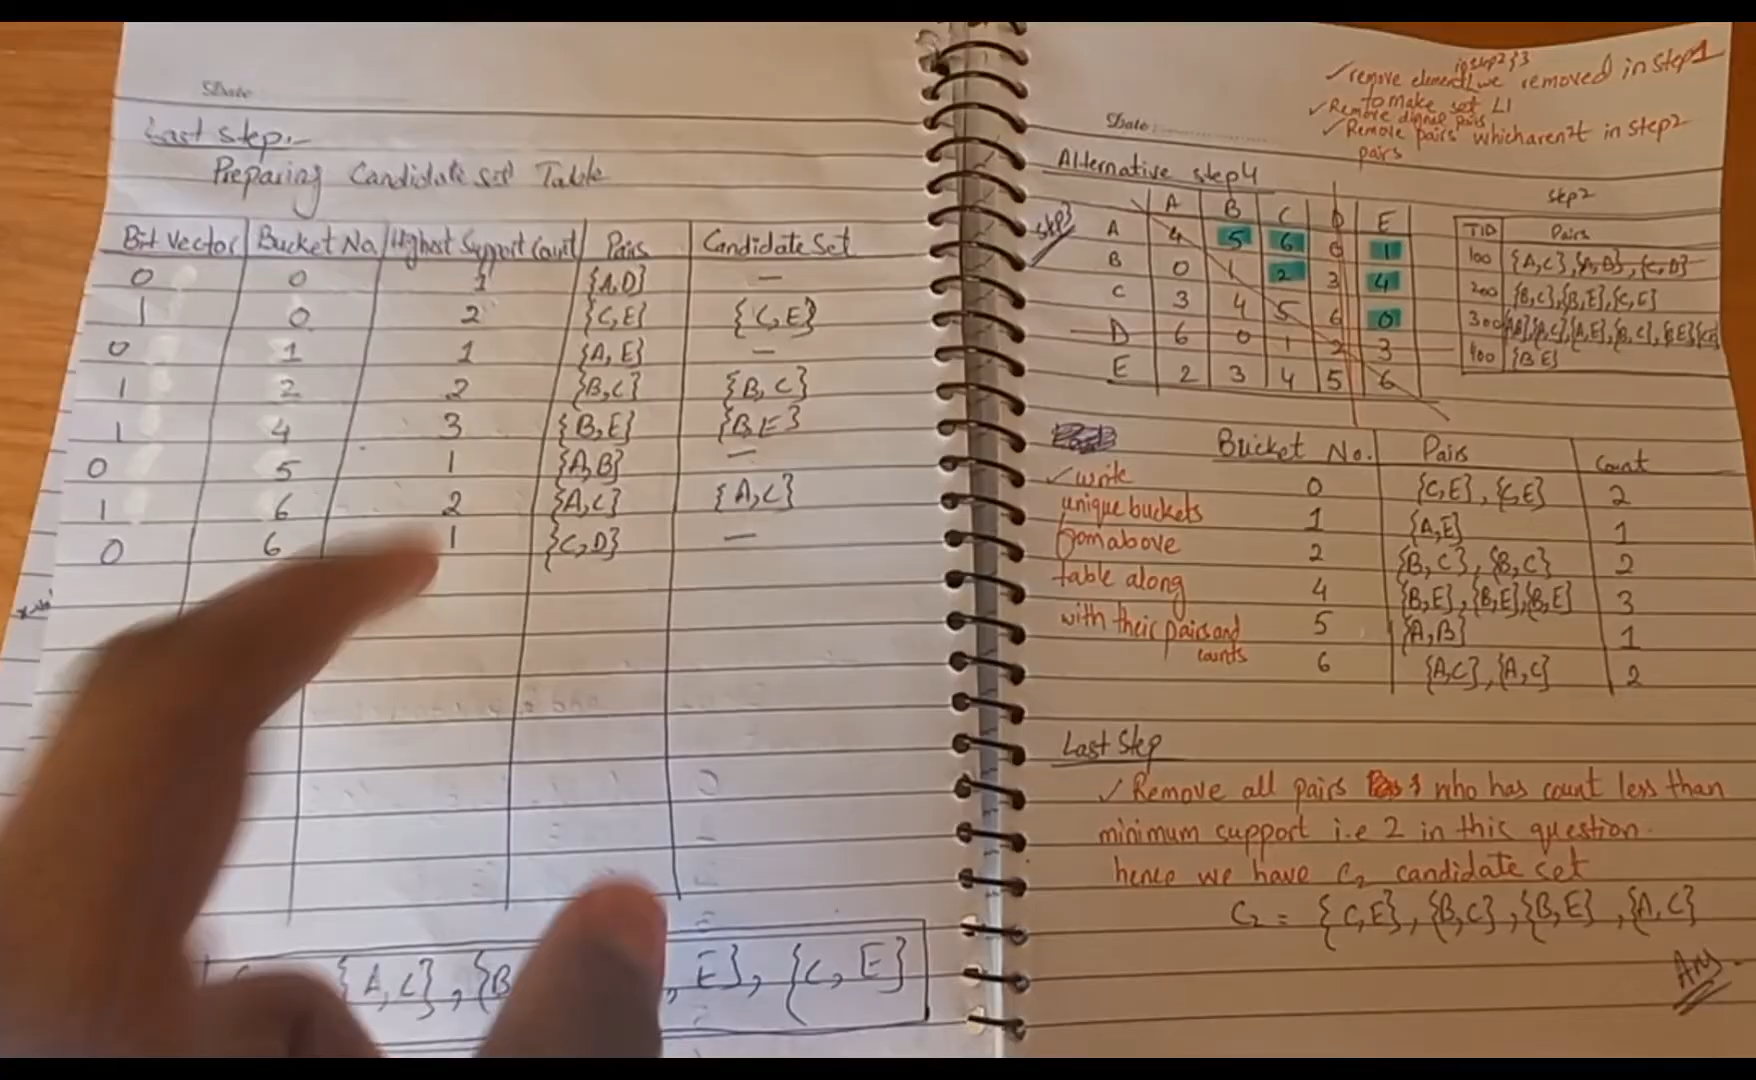 Date
Last step:-
Preparing Candidate set Table
Bit Vector Bucket No. Highest Support Count Pairs Candidate Set
0 0 1 {A,D} —
1 0 2 {C,E} {C,E}
0 1 1 {A,E} —
1 2 2 {B,C} {B,C}
1 4 3 {B,E} {B,E}
0 5 1 {A,B} —
1 6 2 {A,C} {A,C}
0 6 1 {C,D} —
{A,C}, {B , E}, {C,E}
in step2}3
✓remove element we removed in step1
to make set L1
✓Remove pairs
✓Remove pairs which aren't in step2
pairs
Date:
Alternative step4
step3
A B C D E
A 4 5 6 0 1
B 0 1 2 3 4
C 3 4 5 6 0
D 6 0 1 2 3
E 2 3 4 5 6
step2
TID Pairs
100 {A,C},{A,D},{C,D}
200 {B,C},{B,E},{C,E}
300 {A,C},{A,E},{B,C},{B,E}{CE}
400 {B E}
Bucket No. Pairs Count
0 {C,E},{C,E} 2
1 {A,E} 1
2 {B,C},{B,C} 2
4 {B,E},{B,E},{B,E} 3
5 {A,B} 1
6 {A,C},{A,C} 2
✓write
unique buckets
from above
table along
with their pairs and
counts
Last Step
✓Remove all pairs who has count less than
minimum support i.e 2 in this question.
hence we have C2 candidate set
C2 = {C,E},{B,C},{B,E},{A,C}
Ans.